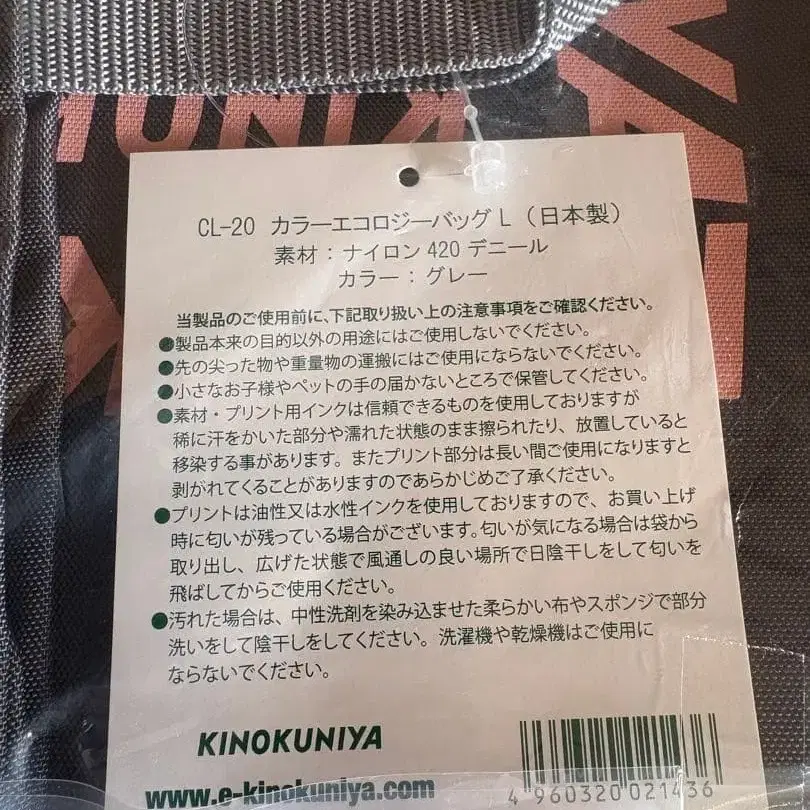 CL-20 カラーエコロジーバッグ L（日本製）
素材：ナイロン 420 デニール
カラー：グレー
当製品のご使用前に、下記取り扱い上の注意事項をご確認ください。
●製品本来の目的以外の用途にはご使用しないでください。
●先の尖った物や重量物の運搬にはご使用にならないでください。
●小さなお子様やペットの手の届かないところで保管してください。
●素材・プリント用インクは信頼できるものを使用しておりますが
稀に汗をかいた部分や濡れた状態のまま擦られたり、放置していると
移染する事があります。またプリント部分は長い間ご使用になりますと
剥がれてくることがありますのであらかじめご了承ください。
●プリントは油性又は水性インクを使用しておりますので、お買い上げ
時に匂いが残っている場合がございます。匂いが気になる場合は袋から
取り出し、広げた状態で風通しの良い場所で日陰干しをして匂いを
飛ばしてからご使用ください。
●汚れた場合は、中性洗剤を染み込ませた柔らかい布やスポンジで部分
洗いをして陰干しをしてください。洗濯機や乾燥機はご使用に
ならないでください。
KINOKUNIYA
www.e-kinokuniya.com
4 960320 021436